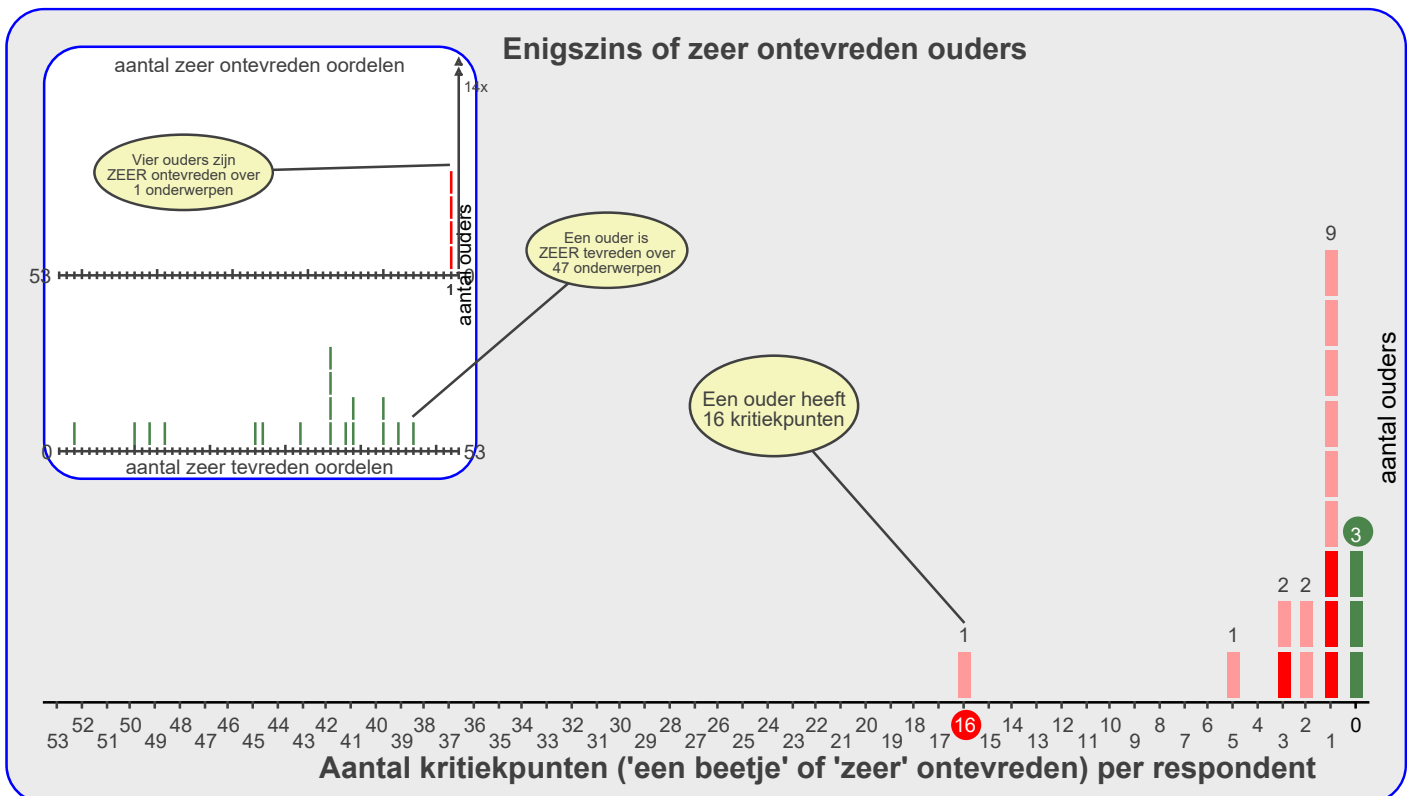 Enigszins of zeer ontevreden ouders
aantal zeer ontevreden oordelen
14x
Vier ouders zijn
ZEER ontevreden over
1 onderwerpen
aantal ouders
53
0
1
Een ouder is
ZEER tevreden over
47 onderwerpen
0
53
aantal zeer tevreden oordelen
Een ouder heeft
16 kritiekpunten
aantal ouders
1
1
2
2
9
3
52 50 48 46 44 42 40 38 36 34 32 30 28 26 24 22 20 18 16 14 12 10 8 6 4 2 0
53 51 49 47 45 43 41 39 37 35 33 31 29 27 25 23 21 19 17 15 13 11 9 7 5 3 1
Aantal kritiekpunten ('een beetje' of 'zeer' ontevreden) per respondent